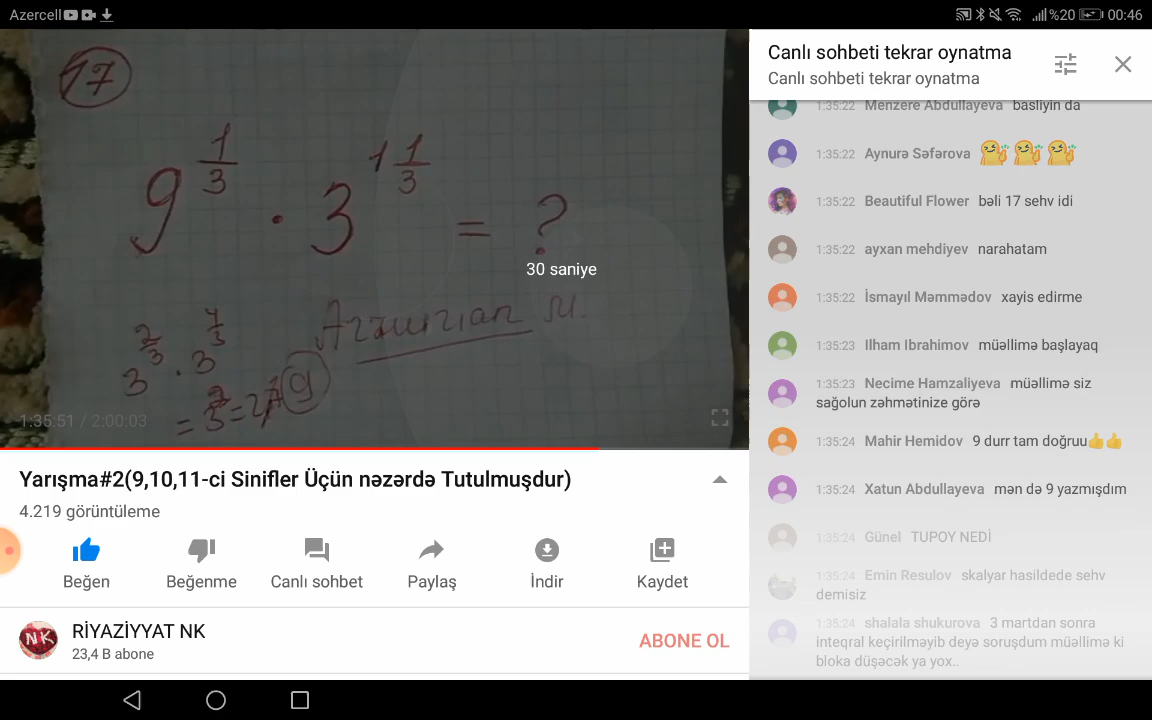 Azercell
%20 00:46
17
9^(1/3) · 3^(1 1/3) = ?
30 saniye
3^(2/3) · 3^(4/3)
1:35:51 / 2:00:03
Yarışma#2(9,10,11-ci Sinifler Üçün nəzərdə Tutulmuşdur)
4.219 görüntüleme
Beğen
Beğenme
Canlı sohbet
Paylaş
İndir
Kaydet
NK
RİYAZİYYAT NK
23,4 B abone
ABONE OL
Canlı sohbeti tekrar oynatma
Canlı sohbeti tekrar oynatma
1:35:22 Menzere Abdullayeva basliyin da
1:35:22 Aynurə Səfərova
1:35:22 Beautiful Flower bəli 17 sehv idi
1:35:22 ayxan mehdiyev narahatam
1:35:22 İsmayıl Məmmədov xayis edirme
1:35:23 Ilham Ibrahimov müəllimə başlayaq
1:35:23 Necime Hamzaliyeva müəllimə siz
sağolun zəhmətinize görə
1:35:24 Mahir Hemidov 9 durr tam doğruu👍👍
1:35:24 Xatun Abdullayeva mən də 9 yazmışdım
1:35:24 Günel TUPOY NEDİ
1:35:24 Emin Resulov skalyar hasildede sehv
demisiz
1:35:24 shalala shukurova 3 martdan sonra
inteqral keçirilməyib deyə soruşdum müəllimə ki
bloka düşəcək ya yox..